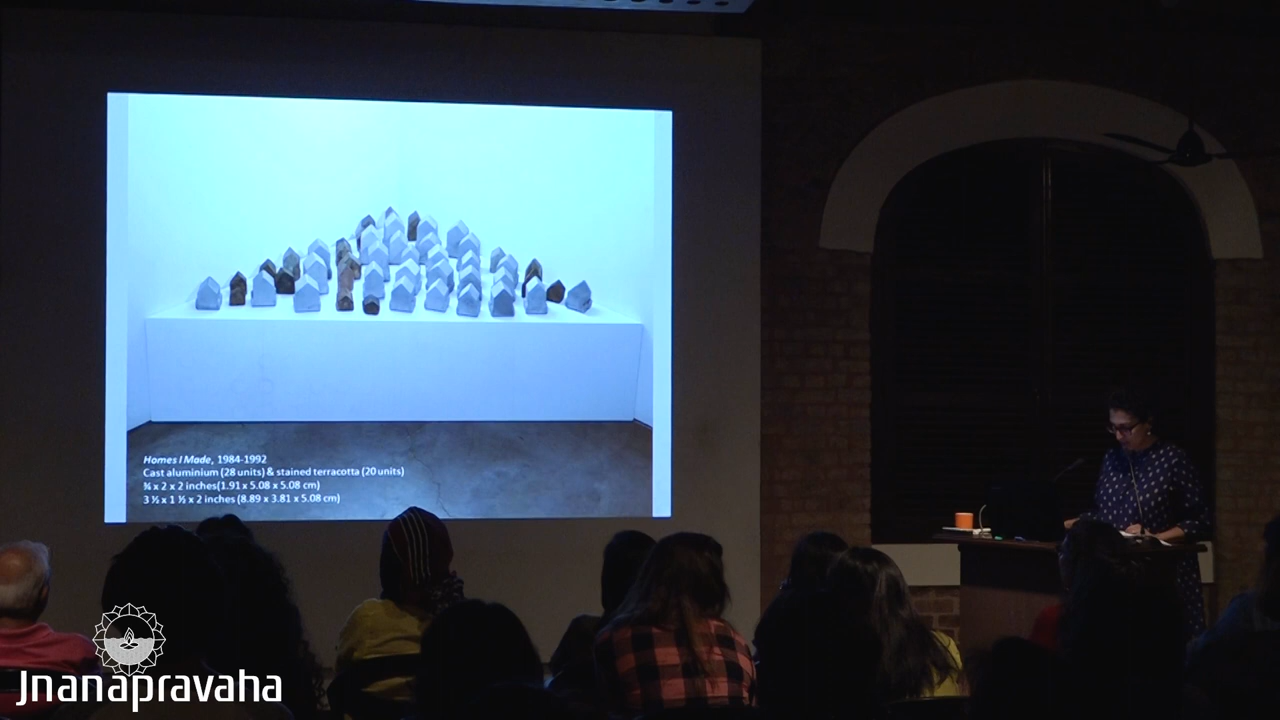 Homes I Made, 1984-1992
Cast aluminium (28 units) & stained terracotta (20 units)
¾ x 2 x 2 inches(1.91 x 5.08 x 5.08 cm)
3 ½ x 1 ½ x 2 inches (8.89 x 3.81 x 5.08 cm)
Jnanapravaha